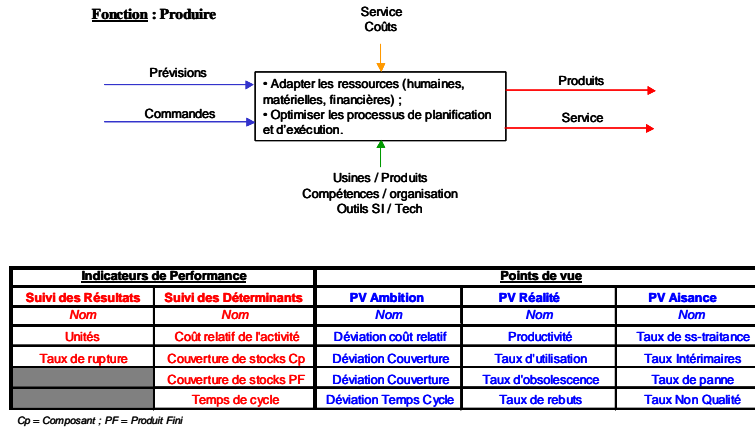 Fonction : Produire
Service
Coûts
Prévisions
Commandes
• Adapter les ressources (humaines,
matérielles, financières) ;
• Optimiser les processus de planification
et d'exécution.
Produits
Service
Usines / Produits
Compétences / organisation
Outils SI / Tech
Indicateurs de Performance Points de vue
Suivi des Résultats Suivi des Déterminants PV Ambition PV Réalité PV Aisance
Nom Nom Nom Nom Nom
Unités Coût relatif de l'activité Déviation coût relatif Productivité Taux de ss-traitance
Taux de rupture Couverture de stocks Cp Déviation Couverture Taux d'utilisation Taux Intérimaires
Couverture de stocks PF Déviation Couverture Taux d'obsolescence Taux de panne
Temps de cycle Déviation Temps Cycle Taux de rebuts Taux Non Qualité
Cp = Composant ; PF = Produit Fini